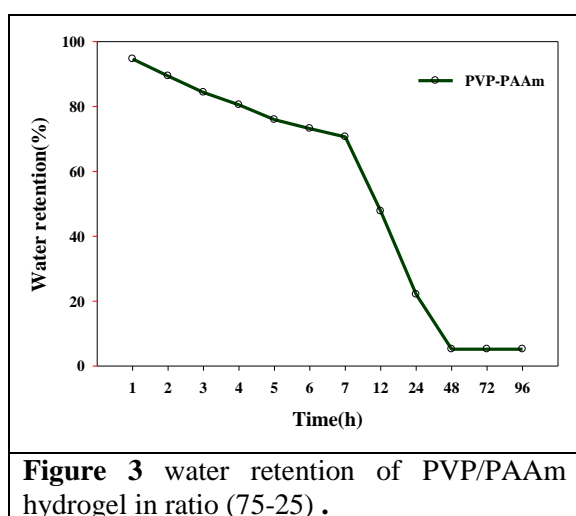 100
80
60
40
20
0
Water retention(%)
PVP-PAAm
1 2 3 4 5 6 7 12 24 48 72 96
Time(h)
Figure 3 water retention of PVP/PAAm
hydrogel in ratio (75-25) .